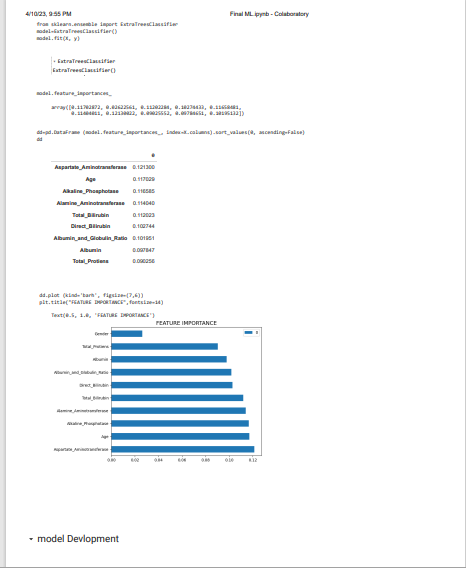 4/10/23, 9:55 PM Final ML.ipynb - Colaboratory
from sklearn.ensemble import ExtraTreesClassifier
model=ExtraTreesClassifier()
model.fit(X, y)
ExtraTreesClassifier
ExtraTreesClassifier()
model.feature_importances_
array([0.11702872, 0.02622561, 0.11202284, 0.10274433, 0.11658481,
0.11404011, 0.12130022, 0.09025552, 0.09784651, 0.10195132])
dd=pd.DataFrame (model.feature_importances_, index=X.columns).sort_values(0, ascending=False)
dd
0
Aspartate_Aminotransferase 0.121300
Age 0.117029
Alkaline_Phosphotase 0.116585
Alamine_Aminotransferase 0.114040
Total_Bilirubin 0.112023
Direct_Bilirubin 0.102744
Albumin_and_Globulin_Ratio 0.101951
Albumin 0.097847
Total_Protiens 0.090256
dd.plot (kind='barh', figsize=(7,6))
plt.title("FEATURE IMPORTANCE",fontsize=14)
Text(0.5, 1.0, 'FEATURE IMPORTANCE')
FEATURE IMPORTANCE
0
Gender
Total_Protiens
Albumin
Albumin_and_Globulin_Ratio
Direct_Bilirubin
Total_Bilirubin
Alamine_Aminotransferase
Alkaline_Phosphotase
Age
Aspartate_Aminotransferase
0.00 0.02 0.04 0.06 0.08 0.10 0.12
model Devlopment